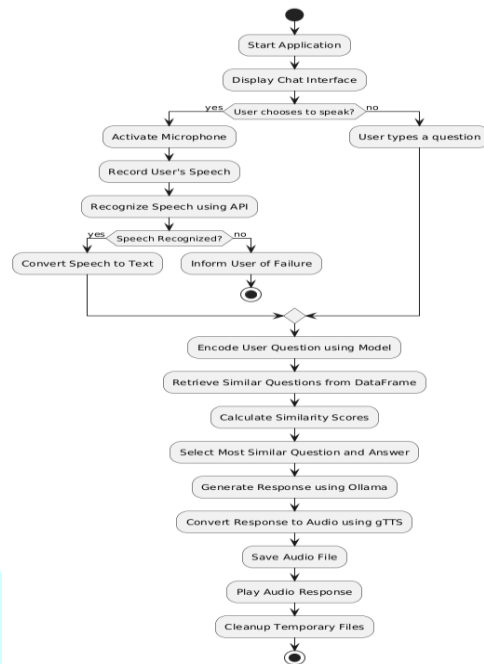 Start Application
Display Chat Interface
yes
User chooses to speak?
no
Activate Microphone
User types a question
Record User's Speech
Recognize Speech using API
yes
Speech Recognized?
no
Convert Speech to Text
Inform User of Failure
Encode User Question using Model
Retrieve Similar Questions from DataFrame
Calculate Similarity Scores
Select Most Similar Question and Answer
Generate Response using Ollama
Convert Response to Audio using gTTS
Save Audio File
Play Audio Response
Cleanup Temporary Files